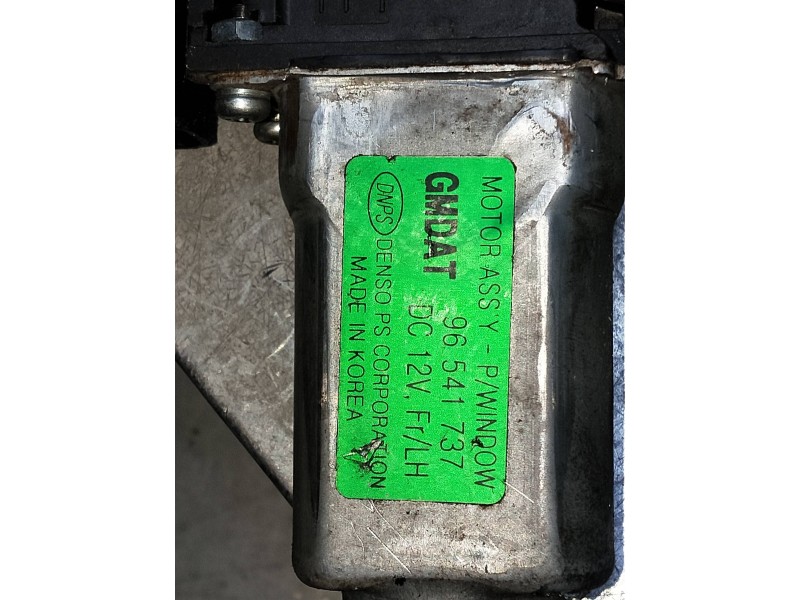 MOTOR ASS'Y - P/WINDOW
GMDAT 96 541 737
DC 12V, Fr/LH
DNPS DENSO PS CORPORATION
MADE IN KOREA